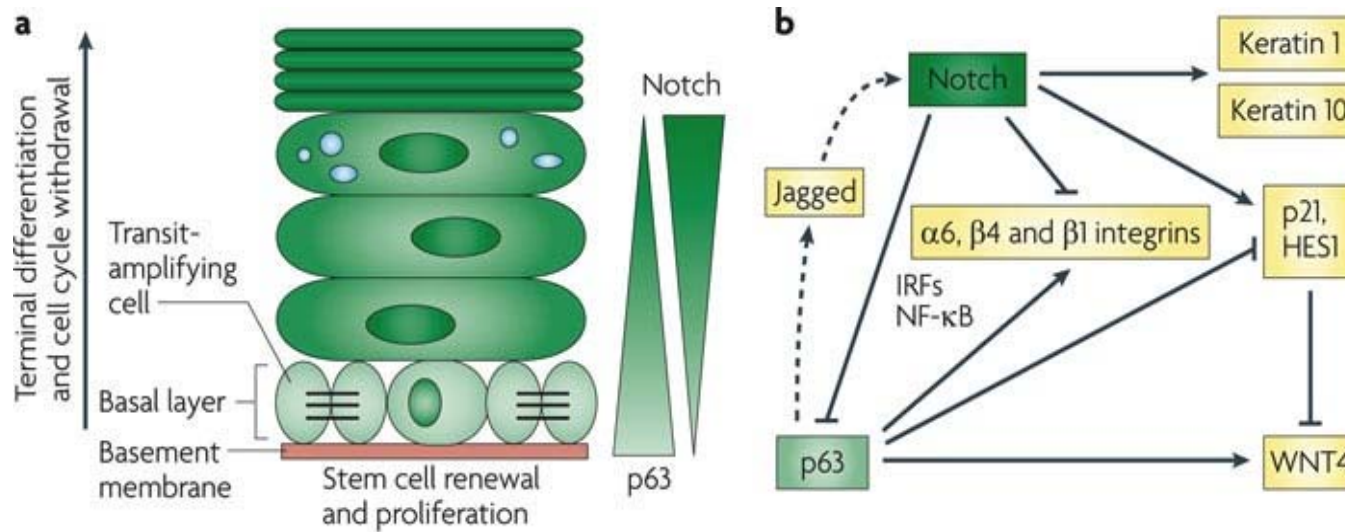 a
Terminal differentiation
and cell cycle withdrawal
Transit-
amplifying
cell
Basal layer
Basement
membrane
Stem cell renewal
and proliferation
Notch
p63
b
Notch
Keratin 1
Keratin 10
Jagged
α6, β4 and β1 integrins
p21,
HES1
IRFs
NF-κB
p63
WNT4